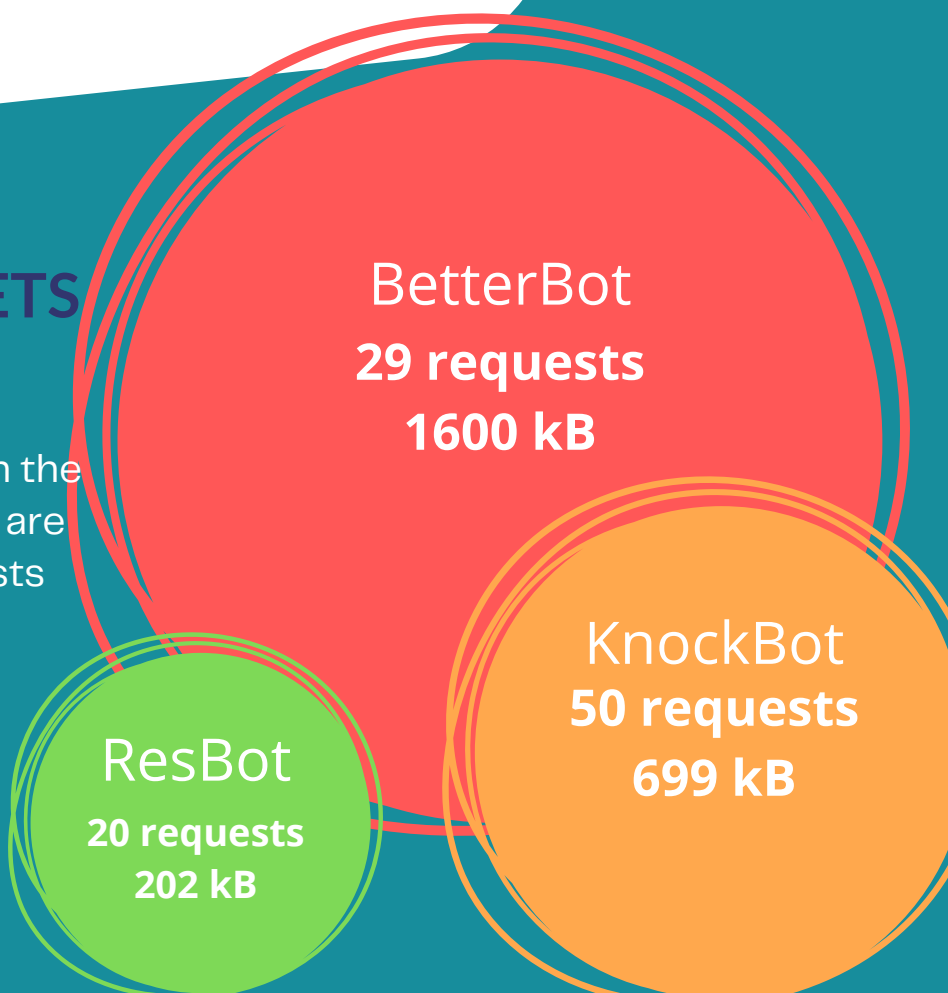 ETS
the
are
sts
BetterBot
29 requests
1600 kB
KnockBot
50 requests
699 kB
ResBot
20 requests
202 kB